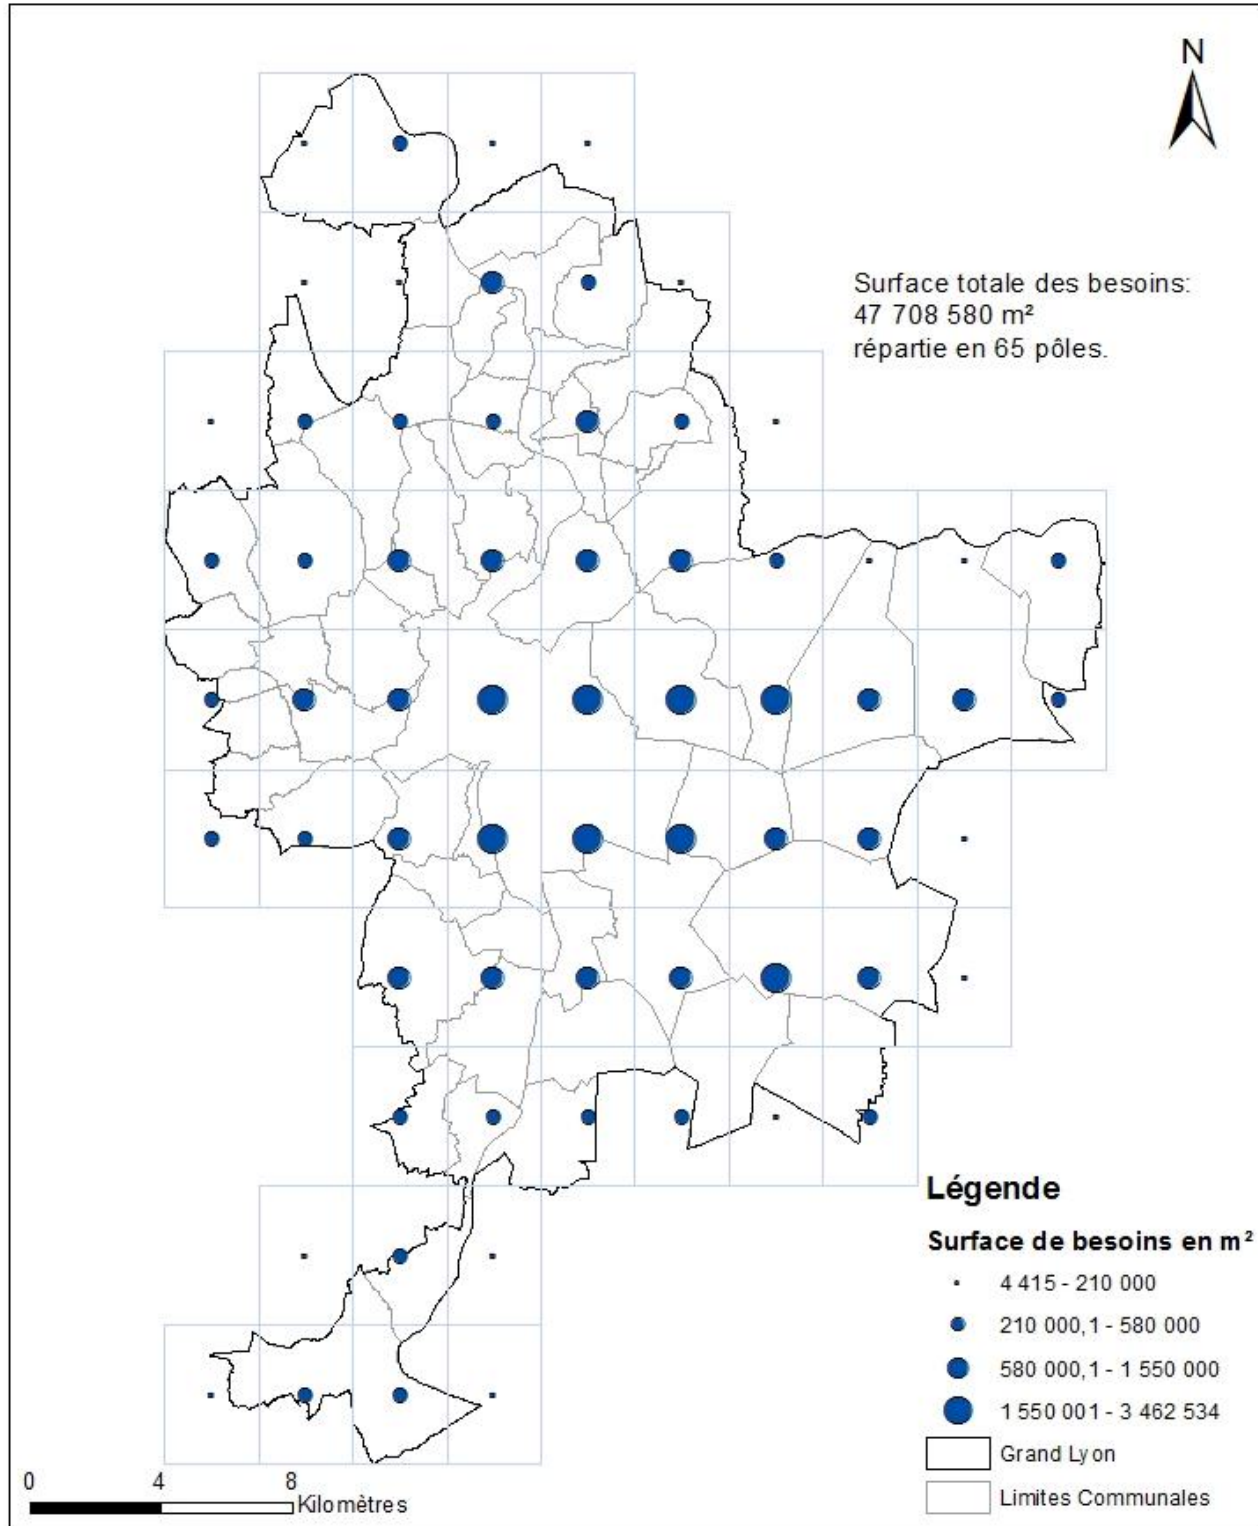 N
Surface totale des besoins:
47 708 580 m²
répartie en 65 pôles.
Légende
Surface de besoins en m²
4 415 - 210 000
210 000,1 - 580 000
580 000,1 - 1 550 000
1 550 001 - 3 462 534
Grand Lyon
Limites Communales
0 4 8
Kilomètres